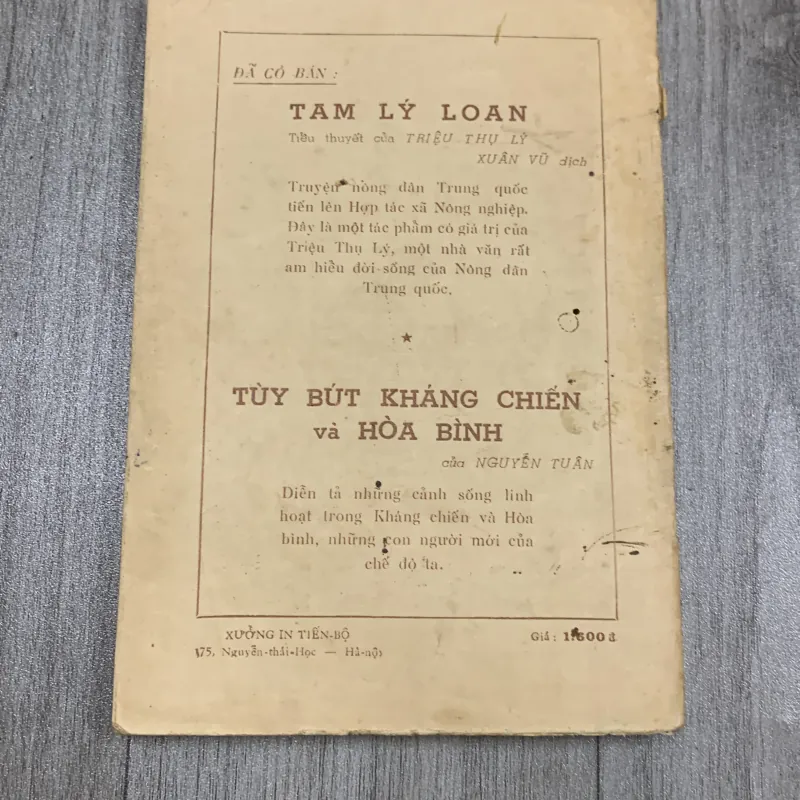 ĐÃ CÓ BÁN :
TAM LÝ LOAN
Tiểu thuyết của TRIỆU THỤ LÝ
XUÂN VŨ dịch
Truyện nông dân Trung quốc
tiến lên Hợp tác xã Nông nghiệp.
Đây là một tác phẩm có giá trị của
Triệu Thụ Lý, một nhà văn rất
am hiểu đời sống của Nông dân
Trung quốc.
★
TÙY BÚT KHÁNG CHIẾN
và HÒA BÌNH
của NGUYỄN TUÂN
Diễn tả những cảnh sống linh
hoạt trong Kháng chiến và Hòa
bình, những con người mới của
chế độ ta.
XƯỞNG IN TIẾN-BỘ
175, Nguyễn-thái-Học — Hà-nội
Giá : 1.600đ